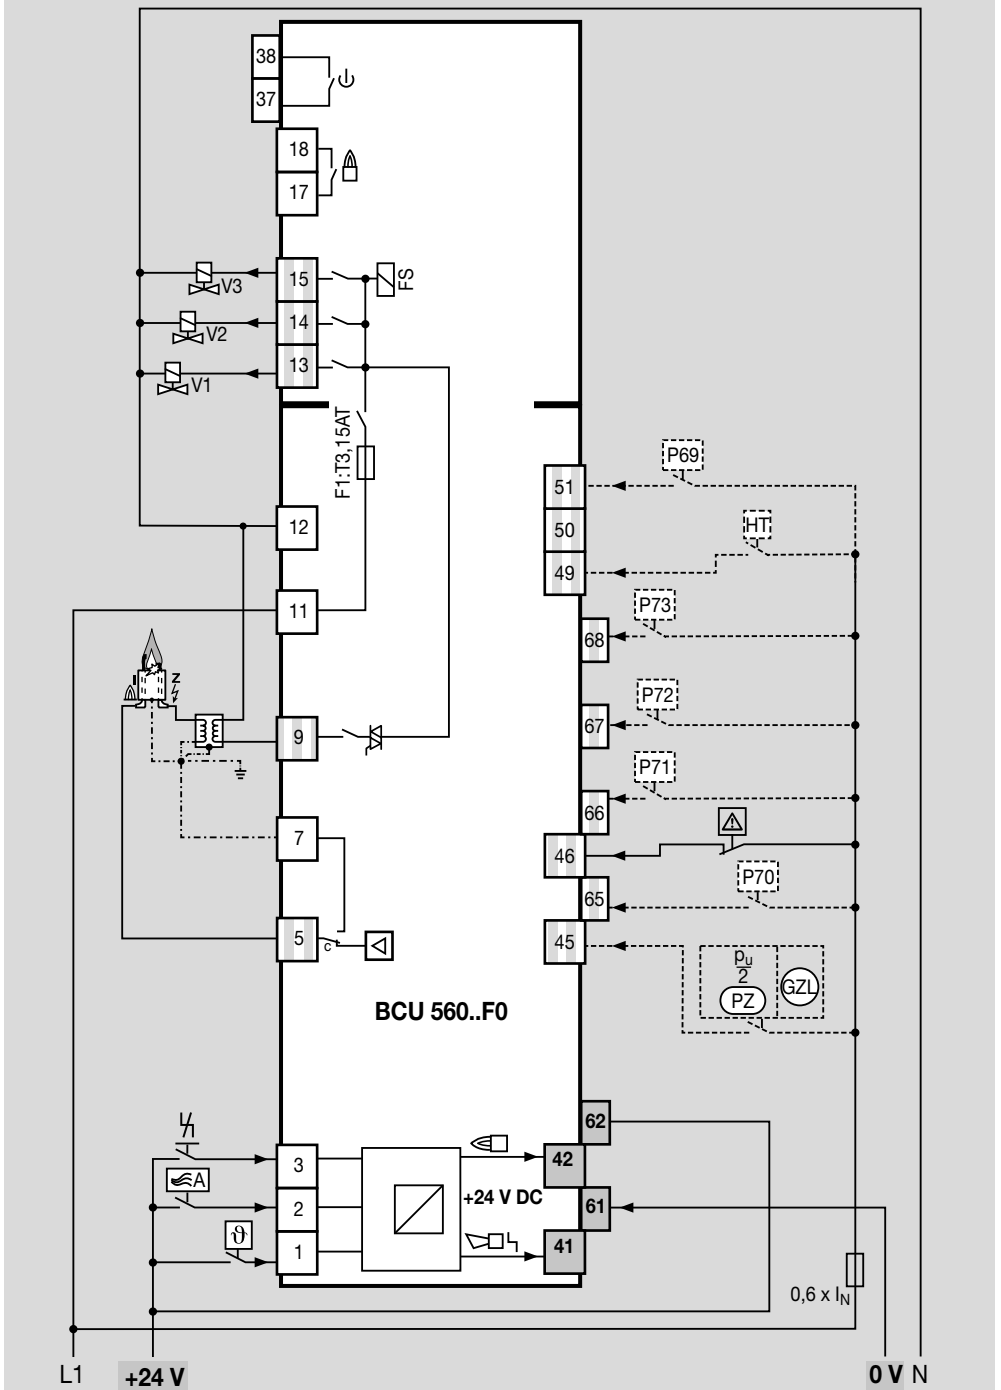 38
37
18
17
15
V3
FS
14
V2
13
V1
F1:T3,15AT
P69
51
50
HT
49
12
11
P73
68
I
Z
P72
67
9
P71
66
7
46
P70
65
5
c
45
pu
2
PZ
GZL
BCU 560..F0
62
3
42
A
+24 V DC
2
61
ϑ
1
41
0,6 x IN
L1
+24 V
0 V
N